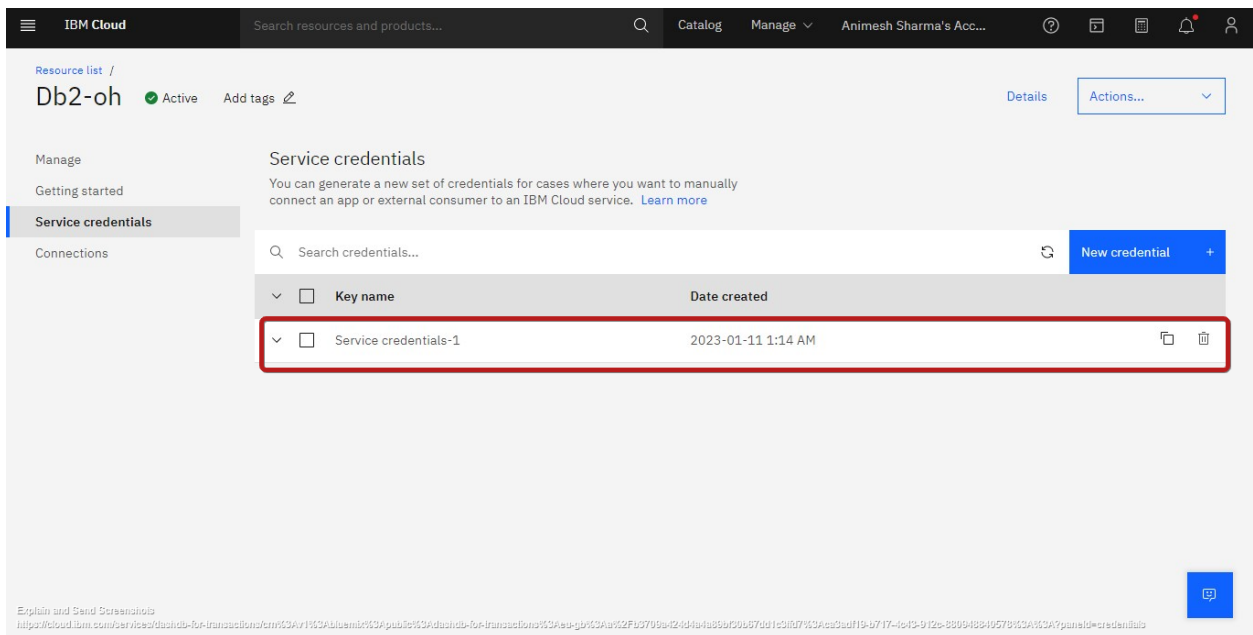 IBM Cloud
Search resources and products...
Catalog
Manage
Animesh Sharma's Acc...
Resource list /
Db2-oh
Active
Add tags
Details
Actions...
Manage
Getting started
Service credentials
Connections
Service credentials
You can generate a new set of credentials for cases where you want to manually
connect an app or external consumer to an IBM Cloud service. Learn more
Search credentials...
New credential +
Key name
Date created
Service credentials-1
2023-01-11 1:14 AM
Explain and Send Screenshots